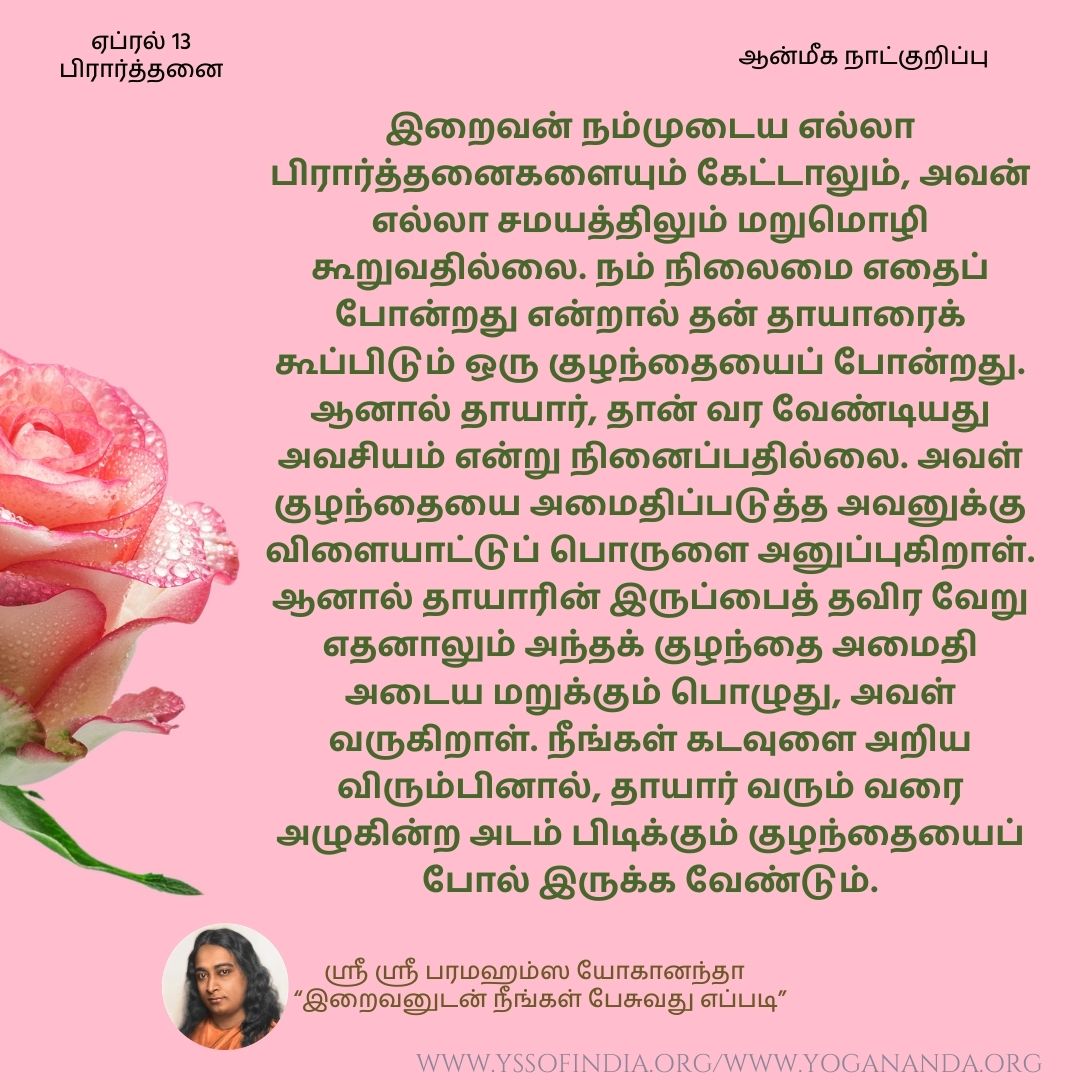 ஏப்ரல் 13
பிரார்த்தனை
ஆன்மீக நாட்குறிப்பு
இறைவன் நம்முடைய எல்லா
பிரார்த்தனைகளையும் கேட்டாலும், அவன்
எல்லா சமயத்திலும் மறுமொழி
கூறுவதில்லை. நம் நிலைமை எதைப்
போன்றது என்றால் தன் தாயாரைக்
கூப்பிடும் ஒரு குழந்தையைப் போன்றது.
ஆனால் தாயார், தான் வர வேண்டியது
அவசியம் என்று நினைப்பதில்லை. அவள்
குழந்தையை அமைதிப்படுத்த அவனுக்கு
விளையாட்டுப் பொருளை அனுப்புகிறாள்.
ஆனால் தாயாரின் இருப்பைத் தவிர வேறு
எதனாலும் அந்தக் குழந்தை அமைதி
அடைய மறுக்கும் பொழுது, அவள்
வருகிறாள். நீங்கள் கடவுளை அறிய
விரும்பினால், தாயார் வரும் வரை
அழுகின்ற அடம் பிடிக்கும் குழந்தையைப்
போல் இருக்க வேண்டும்.
ஸ்ரீ ஸ்ரீ பரமஹம்ஸ யோகானந்தா
“இறைவனுடன் நீங்கள் பேசுவது எப்படி”
WWW.YSSOFINDIA.ORG/WWW.YOGANANDA.ORG